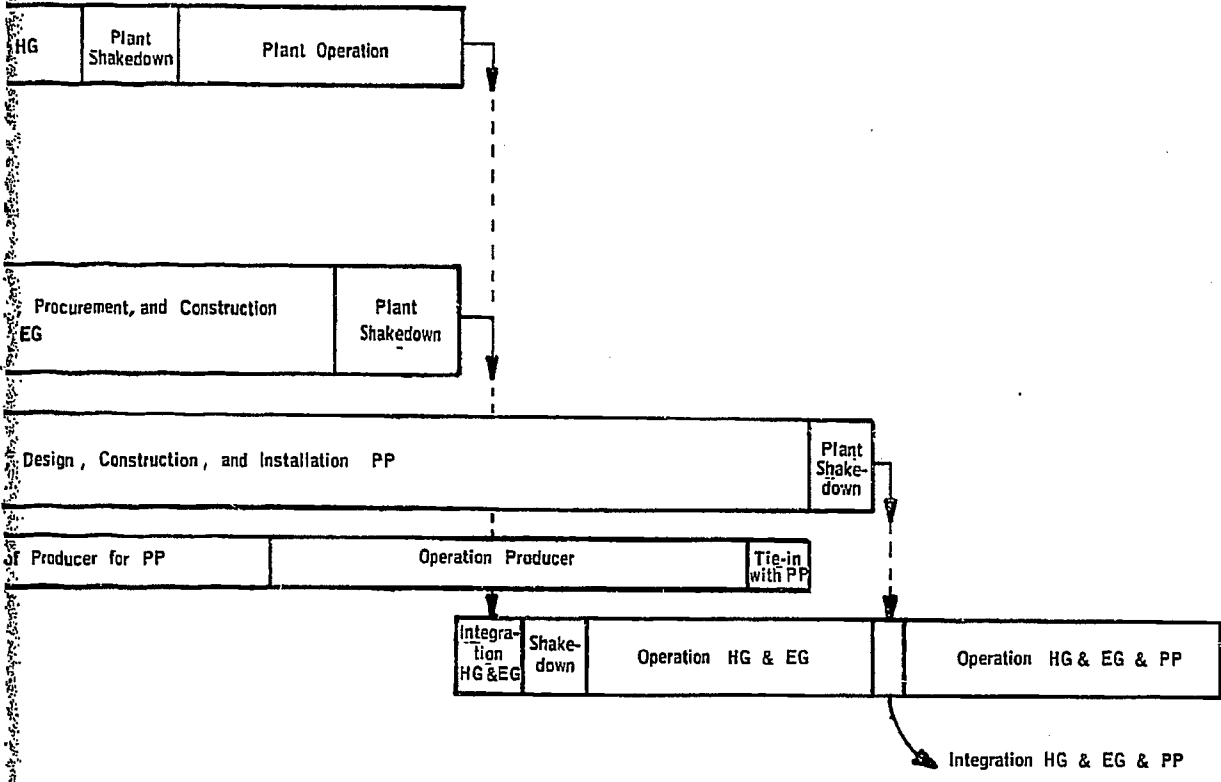 HG
Plant
Shakedown
Plant Operation
Procurement, and Construction
EG
Plant
Shakedown
Design, Construction, and Installation PP
Plant
Shake-
down
f Producer for PP
Operation Producer
Tie-in
with PP
Integra-
tion
HG &EG
Shake-
down
Operation HG & EG
Operation HG & EG & PP
Integration HG & EG & PP